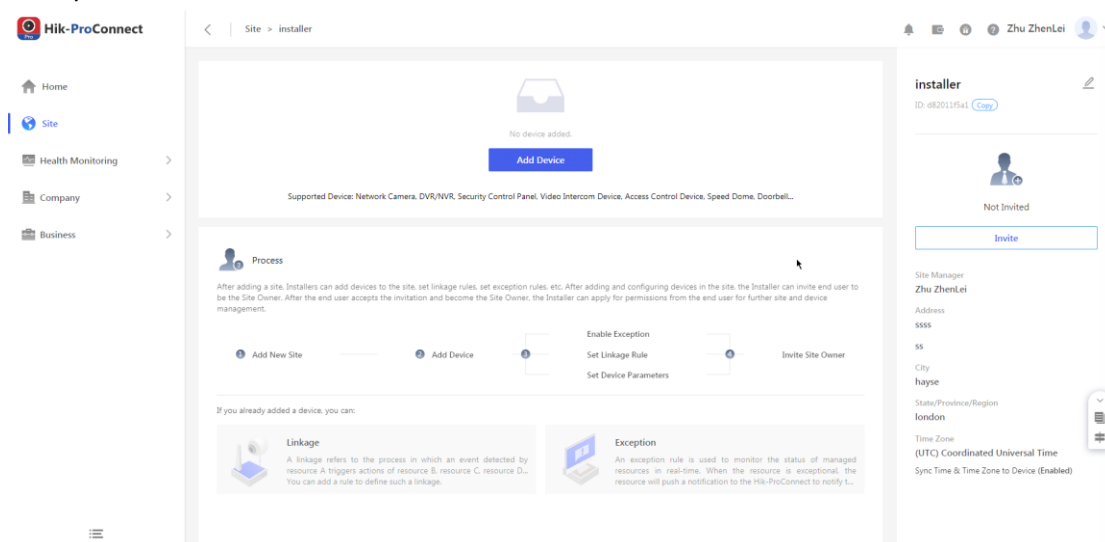 Hik-ProConnect
Pro
Site > installer
Zhu ZhenLei
Home
Site
Health Monitoring
Company
Business
No device added.
Add Device
Supported Device: Network Camera, DVR/NVR, Security Control Panel, Video Intercom Device, Access Control Device, Speed Dome, Doorbell...
Process
After adding a site, Installers can add devices to the site, set linkage rules, set exception rules, etc. After adding and configuring devices in the site, the Installer can invite end user to
be the Site Owner. After the end user accepts the invitation and become the Site Owner, the Installer can apply for permissions from the end user for further site and device
management.
1 Add New Site
2 Add Device
3
Enable Exception
Set Linkage Rule
Set Device Parameters
4
Invite Site Owner
If you already added a device, you can:
Linkage
A linkage refers to the process in which an event detected by
resource A triggers actions of resource B, resource C, resource D...
You can add a rule to define such a linkage.
Exception
An exception rule is used to monitor the status of managed
resources in real-time. When the resource is exceptional, the
resource will push a notification to the Hik-ProConnect to notify t...
installer
ID: d82011f5a1 Copy
Not Invited
Invite
Site Manager
Zhu ZhenLei
Address
ssss
ss
City
hayse
State/Province/Region
london
Time Zone
(UTC) Coordinated Universal Time
Sync Time & Time Zone to Device (Enabled)